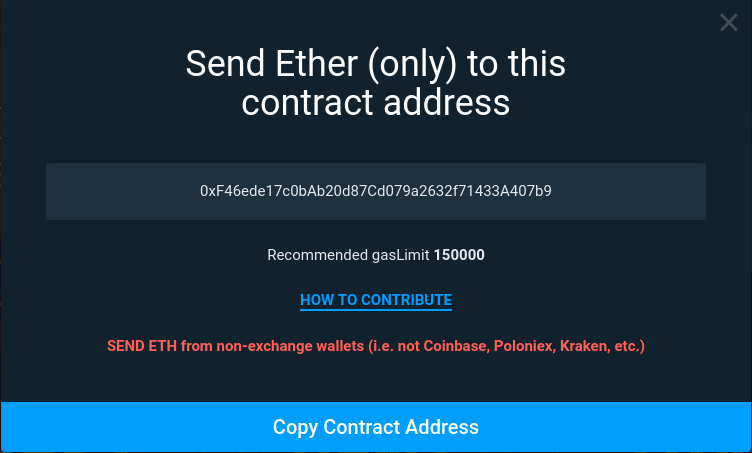 Send Ether (only) to this
contract address
0xF46ede17c0bAb20d87Cd079a2632f71433A407b9
Recommended gasLimit 150000
HOW TO CONTRIBUTE
SEND ETH from non-exchange wallets (i.e. not Coinbase, Poloniex, Kraken, etc.)
Copy Contract Address